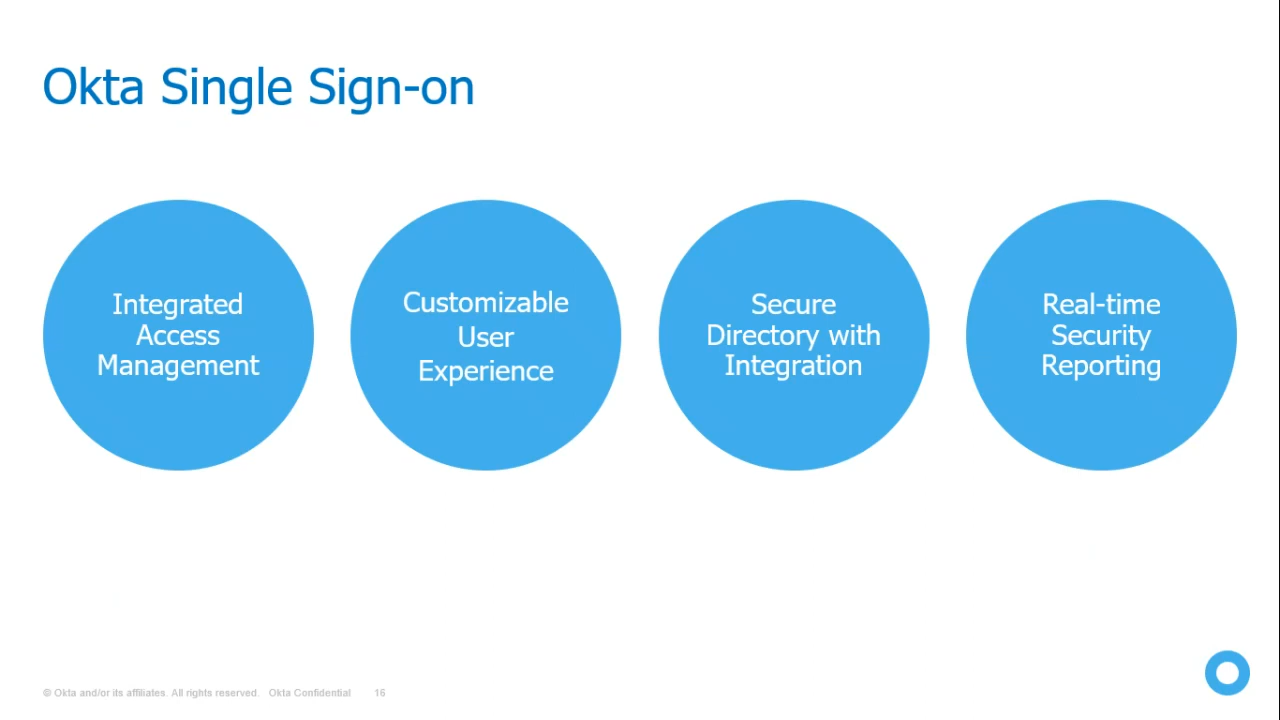 Okta Single Sign-on
Integrated
Access
Management
Customizable
User
Experience
Secure
Directory with
Integration
Real-time
Security
Reporting
© Okta and/or its affiliates. All rights reserved. Okta Confidential 16